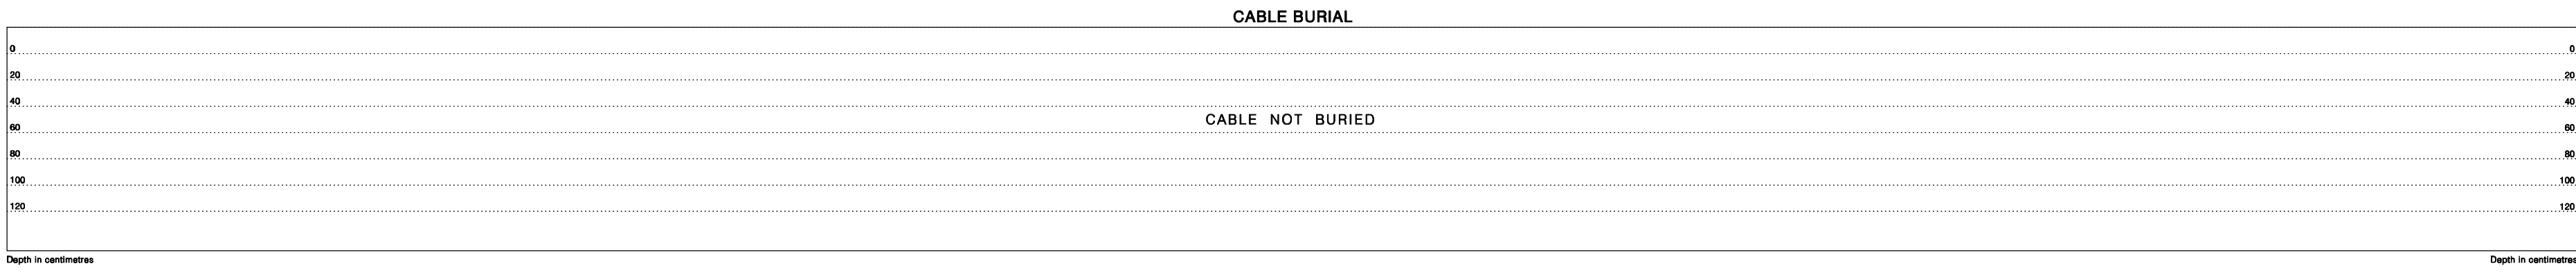 CABLE BURIAL
0 0
20 20
40 40
CABLE NOT BURIED
60 60
80 80
100 100
120 120
Depth in centimetres Depth in centimetres